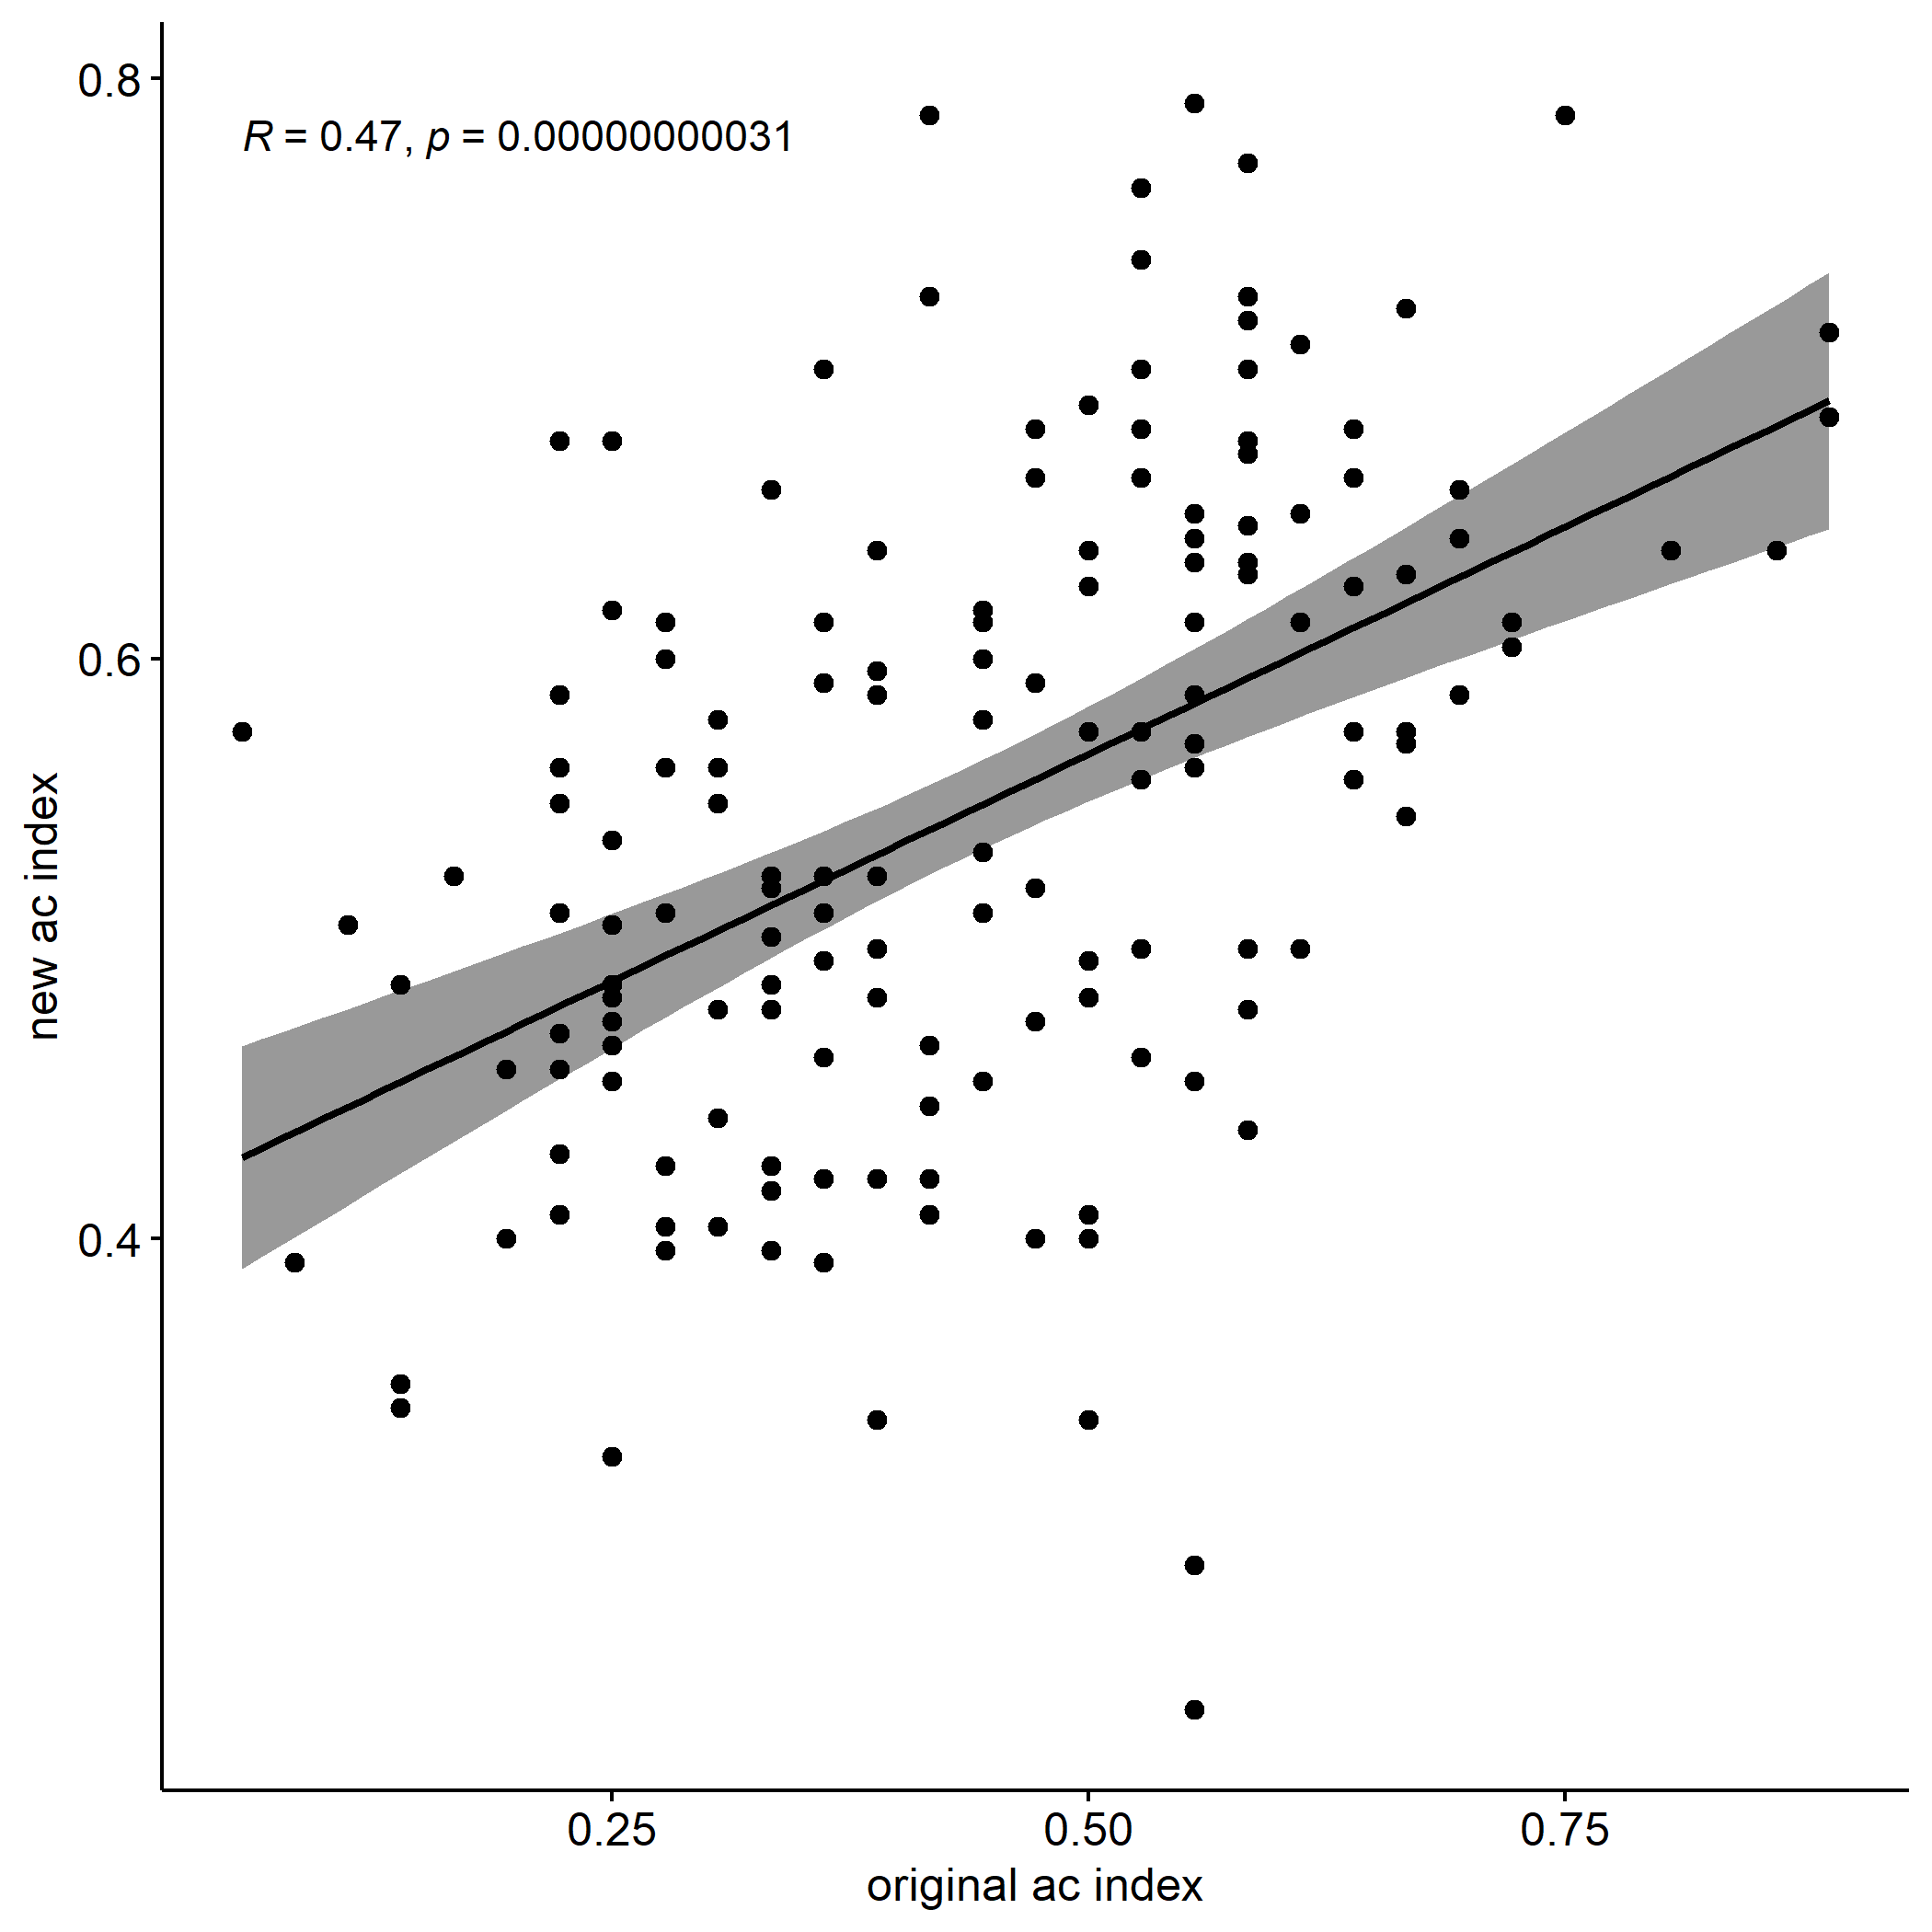 0.8
R = 0.47, p = 0.00000000031
0.6
0.4
new ac index
0.25 0.50 0.75
original ac index